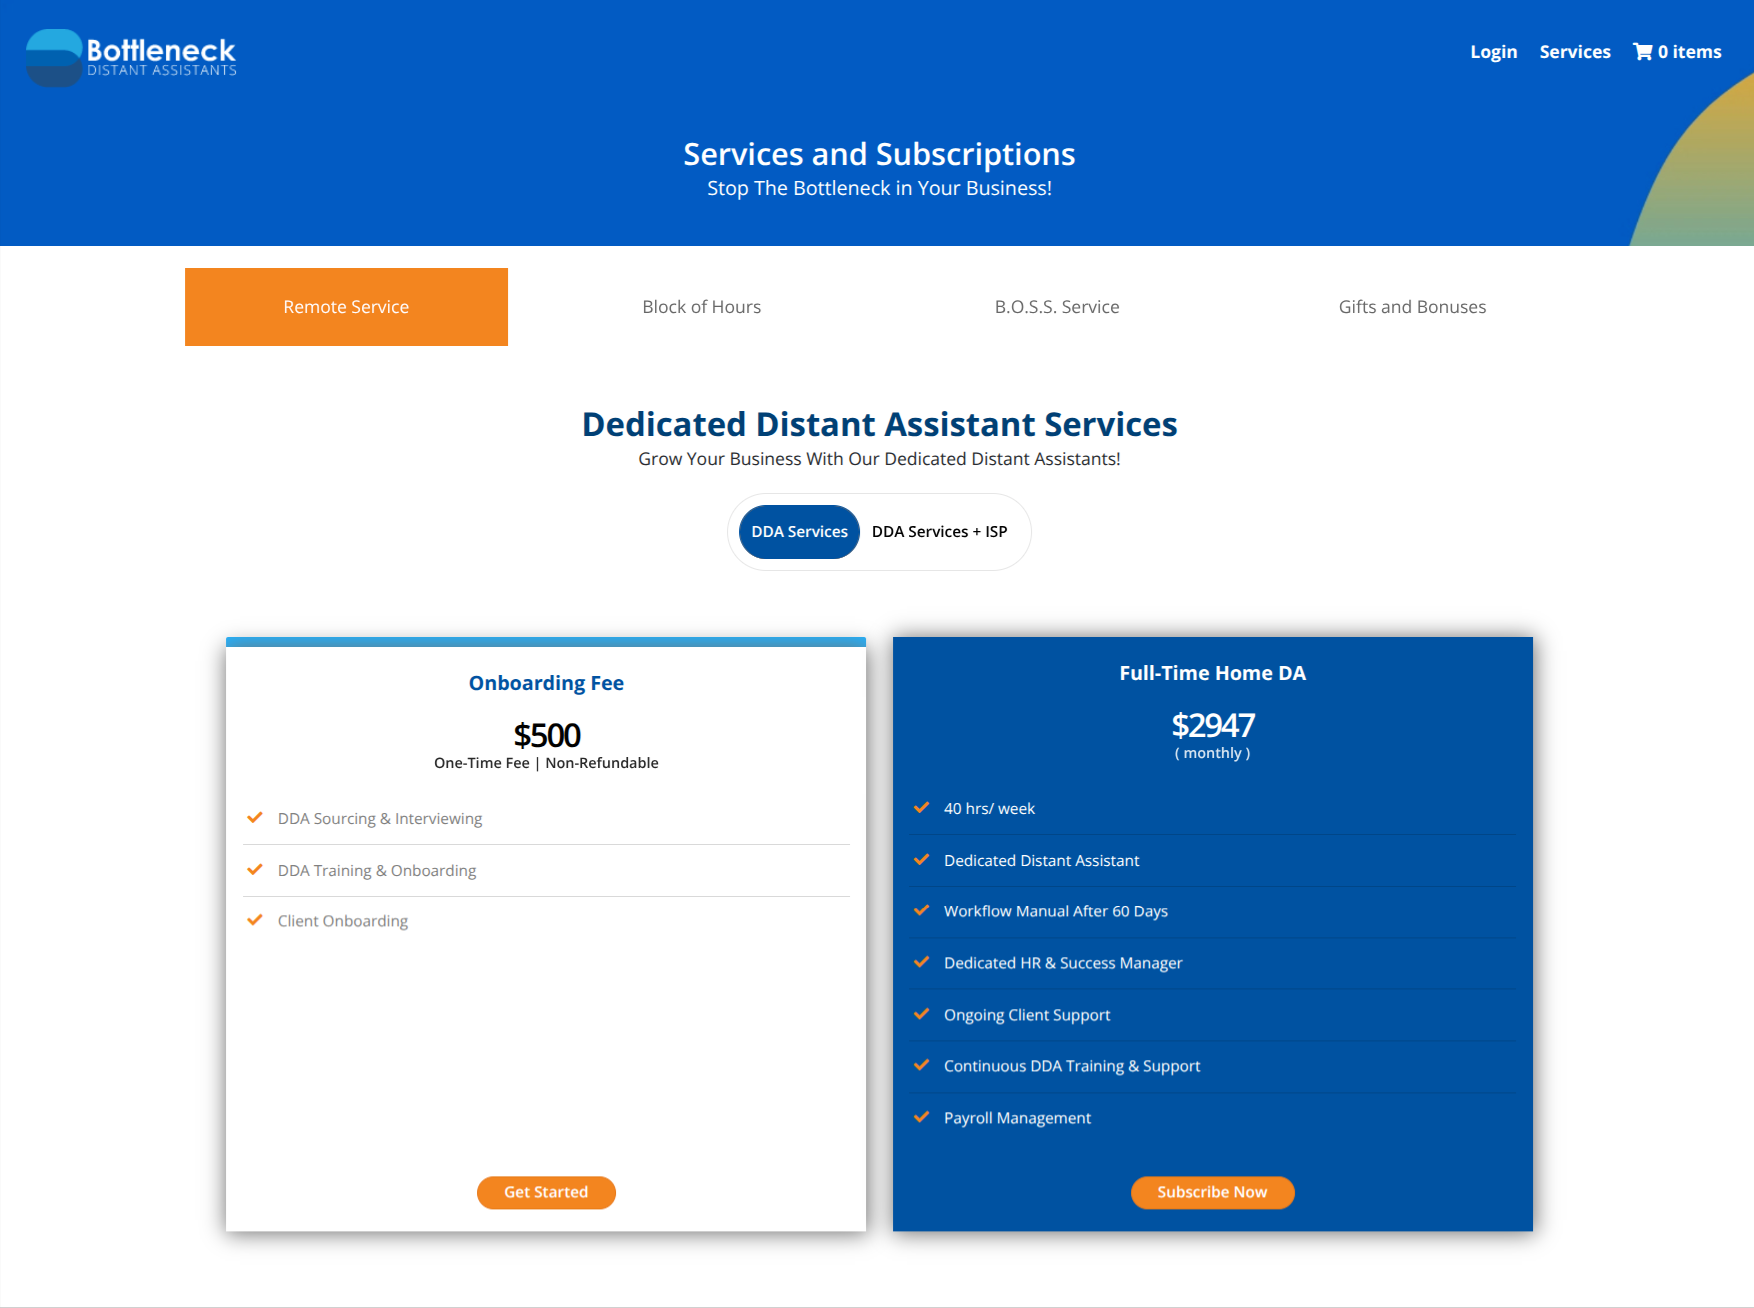 Bottleneck
DISTANT ASSISTANTS
Login
Services
0 items
Services and Subscriptions
Stop The Bottleneck in Your Business!
Remote Service
Block of Hours
B.O.S.S. Service
Gifts and Bonuses
Dedicated Distant Assistant Services
Grow Your Business With Our Dedicated Distant Assistants!
DDA Services
DDA Services + ISP
Onboarding Fee
$500
One-Time Fee | Non-Refundable
DDA Sourcing & Interviewing
DDA Training & Onboarding
Client Onboarding
Get Started
Full-Time Home DA
$2947
( monthly )
40 hrs/ week
Dedicated Distant Assistant
Workflow Manual After 60 Days
Dedicated HR & Success Manager
Ongoing Client Support
Continuous DDA Training & Support
Payroll Management
Subscribe Now